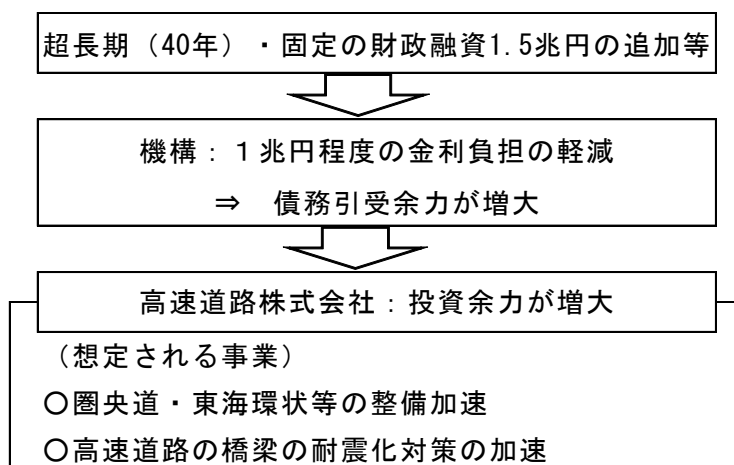 超長期（40年）・固定の財政融資1.5兆円の追加等
機構：１兆円程度の金利負担の軽減
⇒　債務引受余力が増大
高速道路株式会社：投資余力が増大
（想定される事業）
〇圏央道・東海環状等の整備加速
〇高速道路の橋梁の耐震化対策の加速